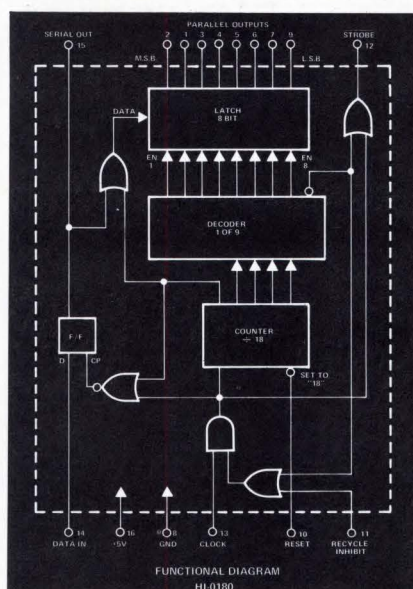 PARALLEL OUTPUTS
SERIAL OUT STROBE
15 2 1 3 4 5 6 7 9 12
M.S.B. L.S.B
DATA
LATCH
8 BIT
EN
1
EN
8
DECODER
1 OF 9
COUNTER
÷ 18
F/F
D CP
SET TO
"18"
14 16 8 13 10 11
DATA IN +5V GND CLOCK RESET RECYCLE
INHIBIT
FUNCTIONAL DIAGRAM
HI-0180